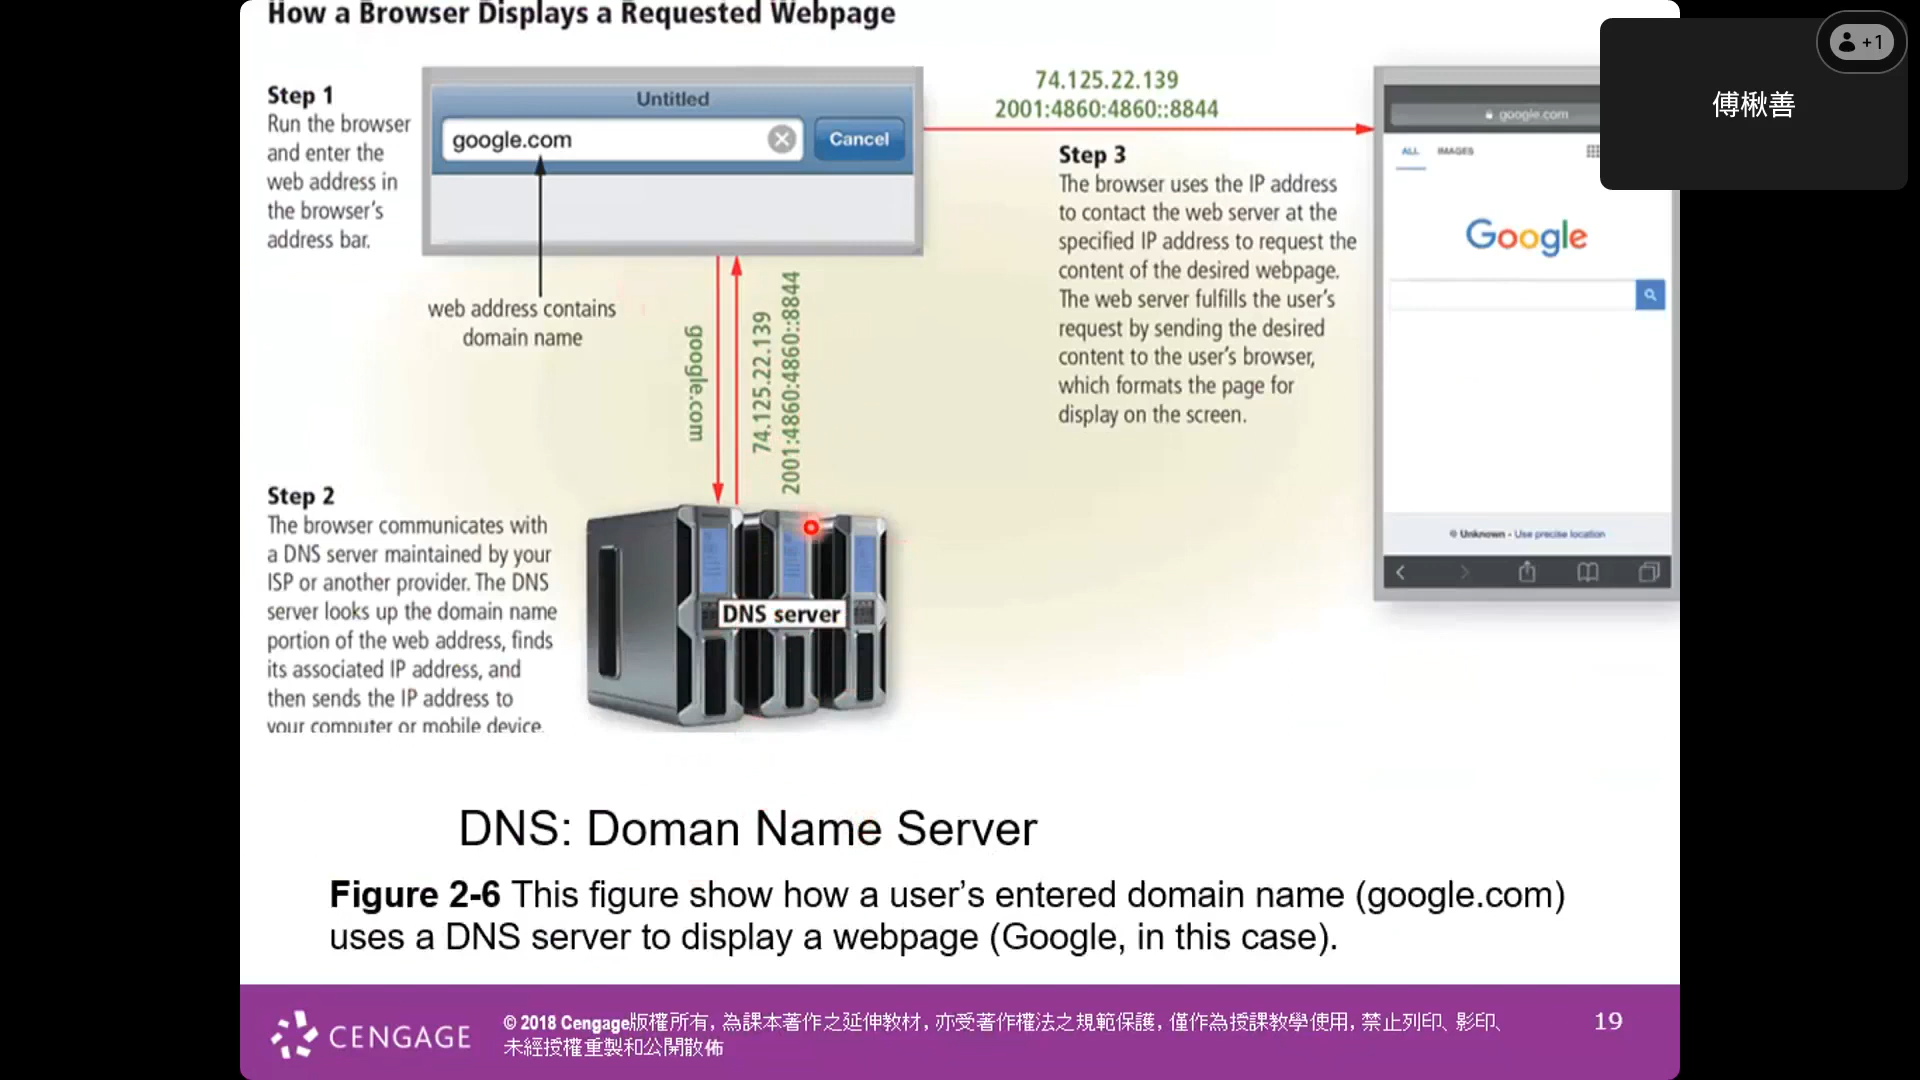 How a Browser Displays a Requested Webpage
Step 1
Run the browser
and enter the
web address in
the browser's
address bar.
Untitled
google.com
Cancel
web address contains
domain name
google.com
74.125.22.139
2001:4860:4860::8844
74.125.22.139
2001:4860:4860::8844
Step 3
The browser uses the IP address
to contact the web server at the
specified IP address to request the
content of the desired webpage.
The web server fulfills the user's
request by sending the desired
content to the user's browser,
which formats the page for
display on the screen.
google.com
ALL IMAGES
Google
Unknown - Use precise location
傅楸善
+1
Step 2
The browser communicates with
a DNS server maintained by your
ISP or another provider. The DNS
server looks up the domain name
portion of the web address, finds
its associated IP address, and
then sends the IP address to
your computer or mobile device.
DNS server
DNS: Doman Name Server
Figure 2-6 This figure show how a user's entered domain name (google.com)
uses a DNS server to display a webpage (Google, in this case).
CENGAGE
© 2018 Cengage版權所有, 為課本著作之延伸教材, 亦受著作權法之規範保護, 僅作為授課教學使用, 禁止列印、影印、
未經授權重製和公開散佈
19